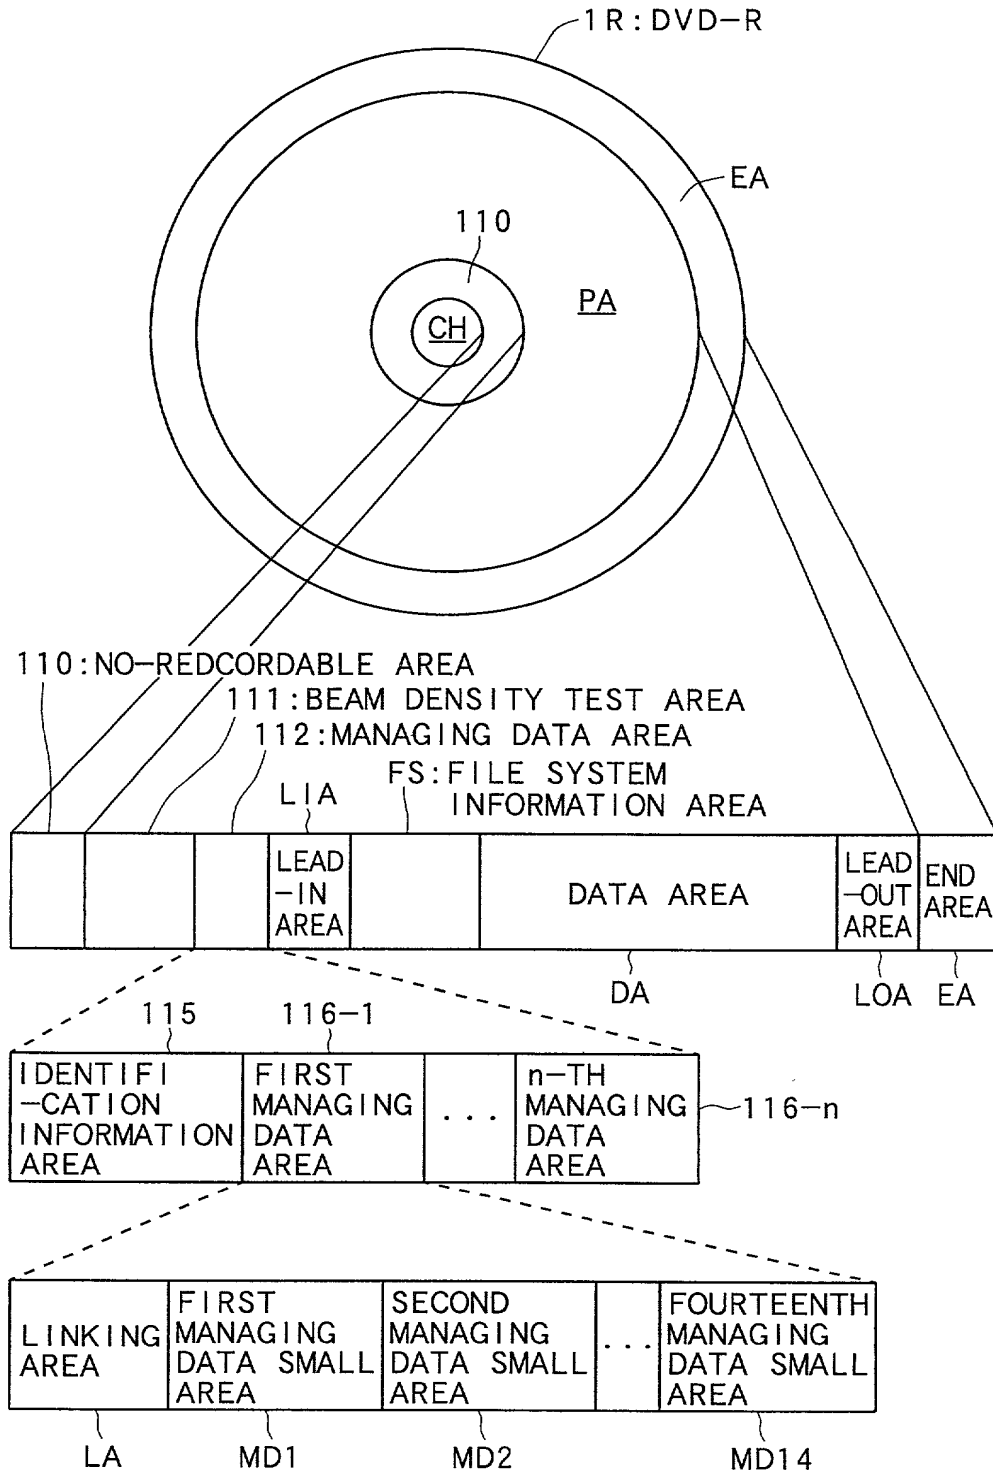 1R:DVD-R
EA
110
PA
CH
110:NO-REDCORDABLE AREA
111:BEAM DENSITY TEST AREA
112:MANAGING DATA AREA
FS:FILE SYSTEM
INFORMATION AREA
LIA
LEAD
-IN
AREA
DATA AREA
LEAD
-OUT
AREA
END
AREA
DA
LOA
EA
115
116-1
IDENTIFI
-CATION
INFORMATION
AREA
FIRST
MANAGING
DATA
AREA
...
n-TH
MANAGING
DATA
AREA
116-n
LINKING
AREA
FIRST
MANAGING
DATA SMALL
AREA
SECOND
MANAGING
DATA SMALL
AREA
...
FOURTEENTH
MANAGING
DATA SMALL
AREA
LA
MD1
MD2
MD14